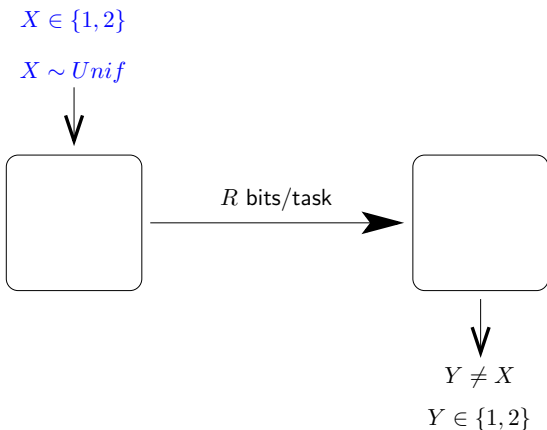 X ∈ {1, 2}
X ∼ Unif
R bits/task
Y ≠ X
Y ∈ {1, 2}